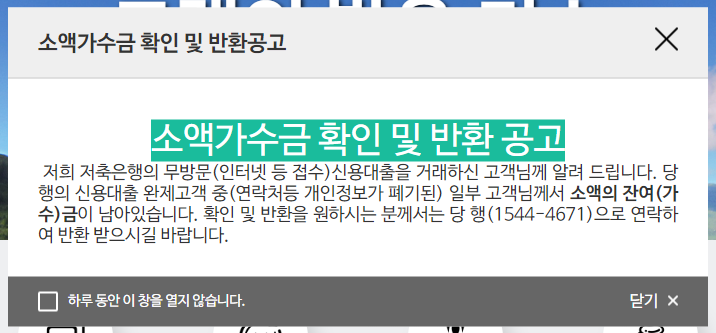 소액가수금 확인 및 반환공고
소액가수금 확인 및 반환 공고
저희 저축은행의 무방문(인터넷 등 접수)신용대출을 거래하신 고객님께 알려 드립니다. 당
행의 신용대출 완제고객 중(연락처등 개인정보가 폐기된) 일부 고객님께서 소액의 잔여(가
수)금이 남아있습니다. 확인 및 반환을 원하시는 분께서는 당 행(1544-4671)으로 연락하
여 반환 받으시길 바랍니다.
하루 동안 이 창을 열지 않습니다.
닫기 ×